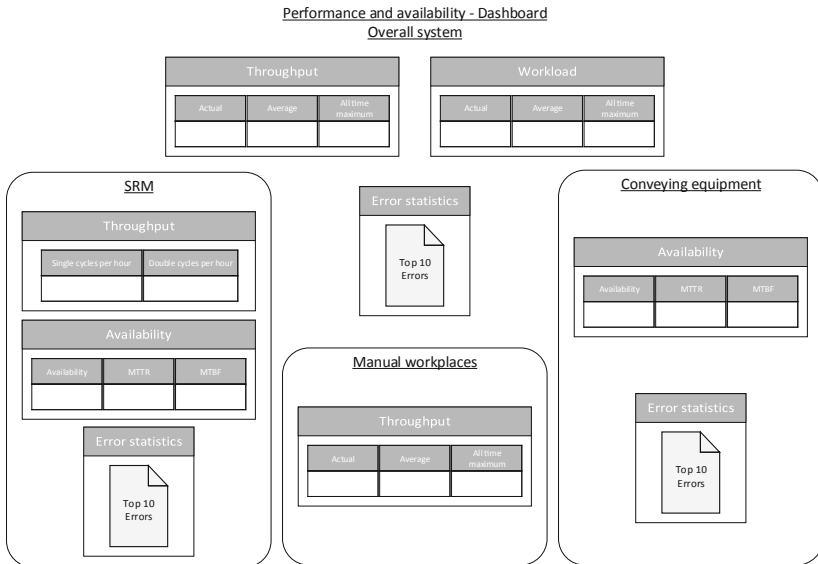 Performance and availability - Dashboard
Overall system
Throughput
Actual
Average
All time
maximum
Workload
Actual
Average
All time
maximum
SRM
Throughput
Single cycles per hour
Double cycles per hour
Availability
Availability
MTTR
MTBF
Error statistics
Top 10
Errors
Error statistics
Top 10
Errors
Manual workplaces
Throughput
Actual
Average
All time
maximum
Conveying equipment
Availability
Availability
MTTR
MTBF
Error statistics
Top 10
Errors